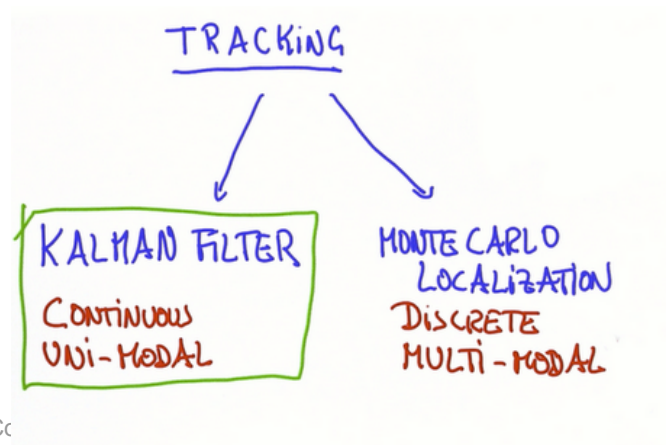 TRACKING
KALMAN FILTER
CONTINUOUS
UNI-MODAL
MONTE CARLO
LOCALIZATION
DISCRETE
MULTI-MODAL